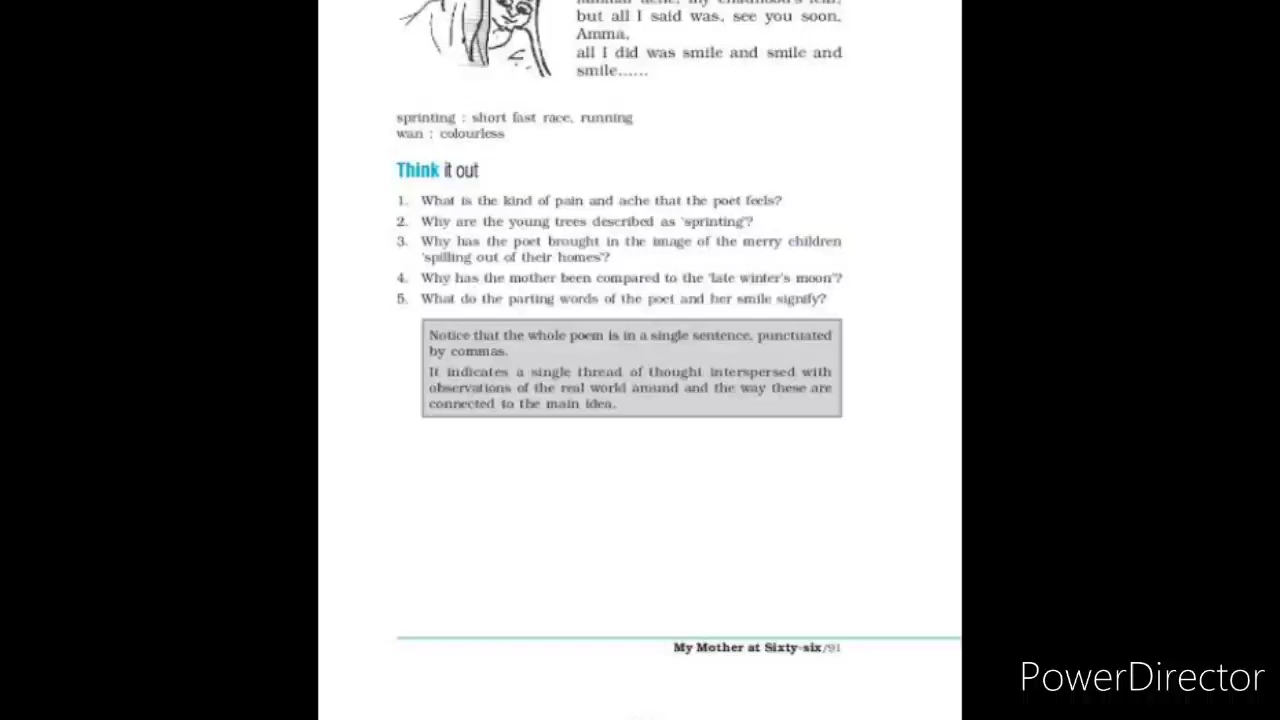 but all I said was, see you soon,
Amma,
all I did was smile and smile and
smile......
sprinting : short fast race, running
wan : colourless
Think it out
1. What is the kind of pain and ache that the poet feels?
2. Why are the young trees described as 'sprinting'?
3. Why has the poet brought in the image of the merry children
'spilling out of their homes'?
4. Why has the mother been compared to the 'late winter's moon'?
5. What do the parting words of the poet and her smile signify?
Notice that the whole poem is in a single sentence, punctuated
by commas.
It indicates a single thread of thought interspersed with
observations of the real world around and the way these are
connected to the main idea.
My Mother at Sixty-six/91
PowerDirector